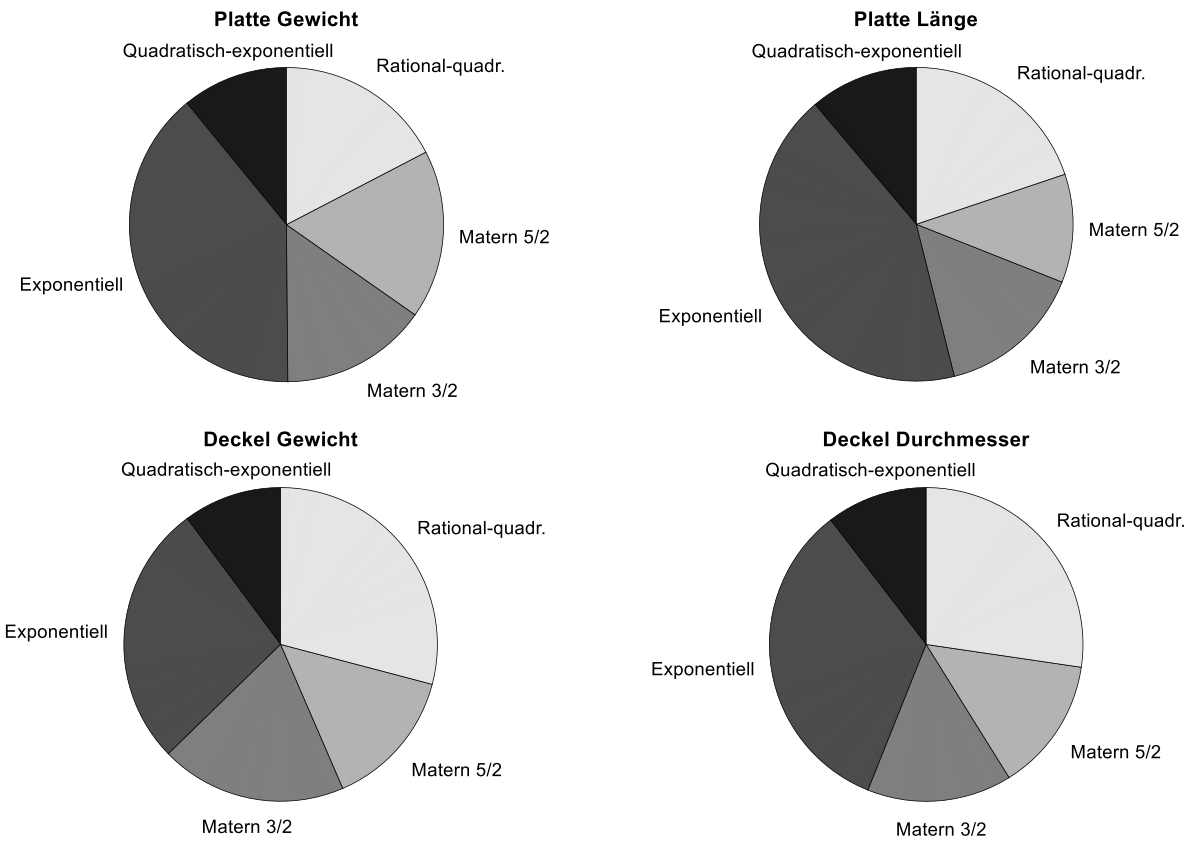 Platte Gewicht
Quadratisch-exponentiell
Rational-quadr.
Matern 5/2
Exponentiell
Matern 3/2
Platte Länge
Quadratisch-exponentiell
Rational-quadr.
Matern 5/2
Exponentiell
Matern 3/2
Deckel Gewicht
Quadratisch-exponentiell
Rational-quadr.
Exponentiell
Matern 5/2
Matern 3/2
Deckel Durchmesser
Quadratisch-exponentiell
Rational-quadr.
Exponentiell
Matern 5/2
Matern 3/2